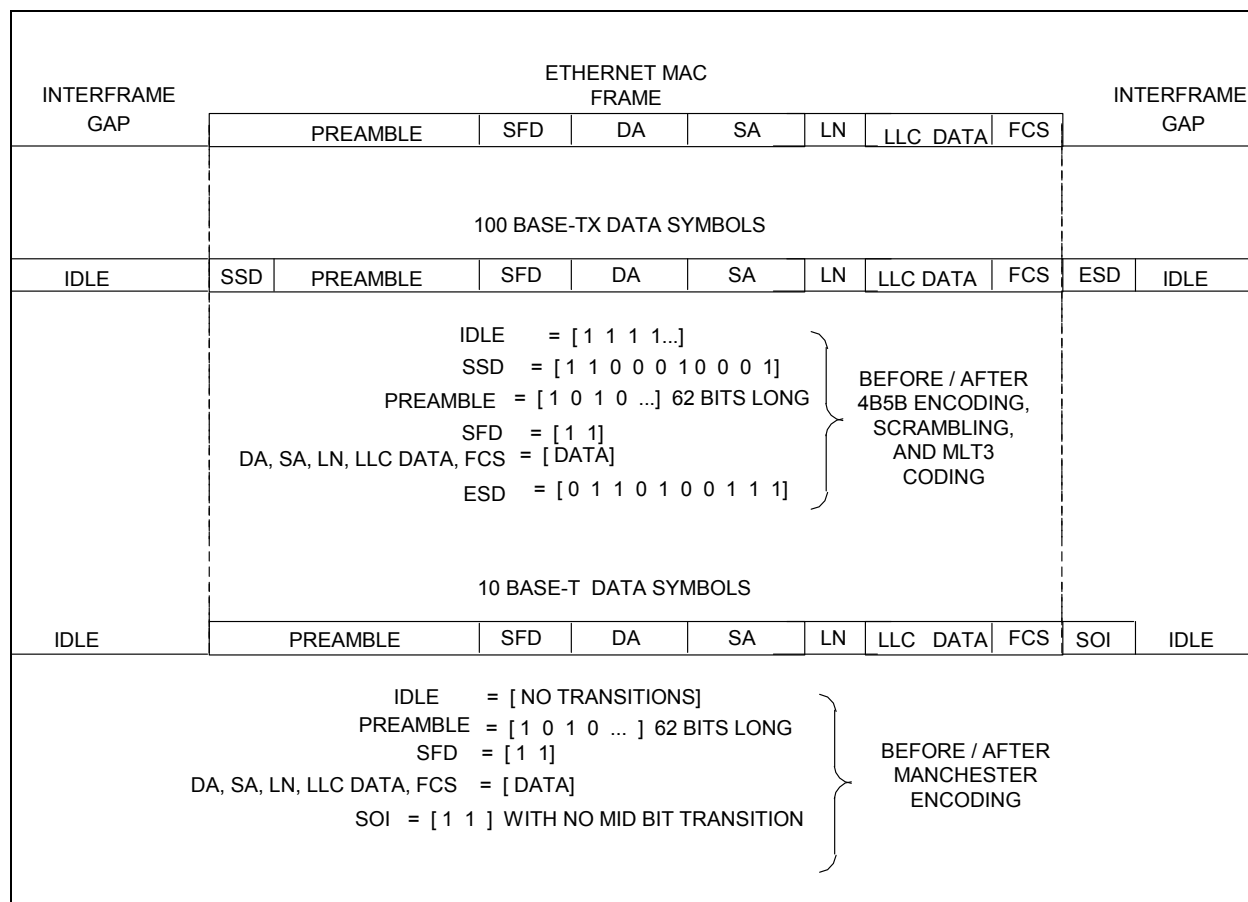 ETHERNET MAC
FRAME
INTERFRAME
GAP
INTERFRAME
GAP
PREAMBLE SFD DA SA LN LLC DATA FCS
100 BASE-TX DATA SYMBOLS
IDLE SSD PREAMBLE SFD DA SA LN LLC DATA FCS ESD IDLE
IDLE = [ 1 1 1 1...]
SSD = [ 1 1 0 0 0 1 0 0 0 1]
PREAMBLE = [ 1 0 1 0 ...] 62 BITS LONG
SFD = [ 1 1]
DA, SA, LN, LLC DATA, FCS = [ DATA]
ESD = [ 0 1 1 0 1 0 0 1 1 1]
BEFORE / AFTER
4B5B ENCODING,
SCRAMBLING,
AND MLT3
CODING
10 BASE-T DATA SYMBOLS
IDLE PREAMBLE SFD DA SA LN LLC DATA FCS SOI IDLE
IDLE = [ NO TRANSITIONS]
PREAMBLE = [ 1 0 1 0 ... ] 62 BITS LONG
SFD = [ 1 1]
DA, SA, LN, LLC DATA, FCS = [ DATA]
SOI = [ 1 1 ] WITH NO MID BIT TRANSITION
BEFORE / AFTER
MANCHESTER
ENCODING